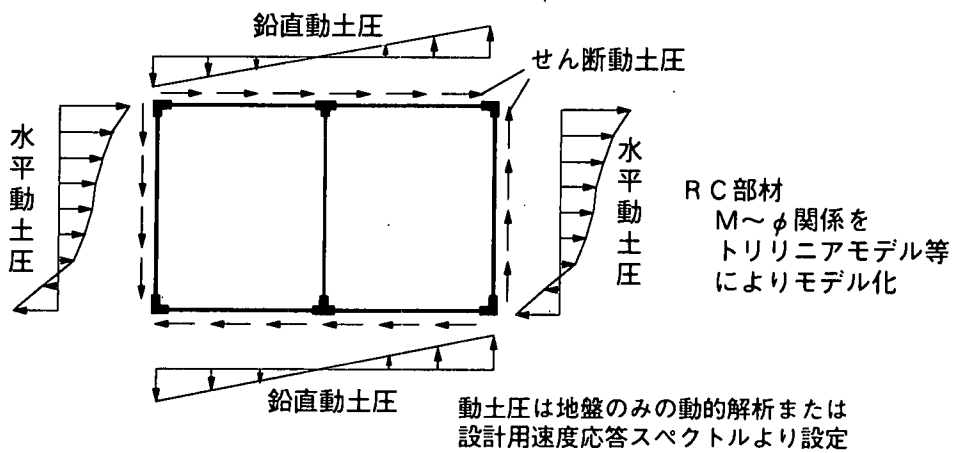 鉛直動土圧
せん断動土圧
水平動土圧
水平動土圧
RC部材
M～φ関係を
トリリニアモデル等
によりモデル化
鉛直動土圧
動土圧は地盤のみの動的解析または
設計用速度応答スペクトルより設定